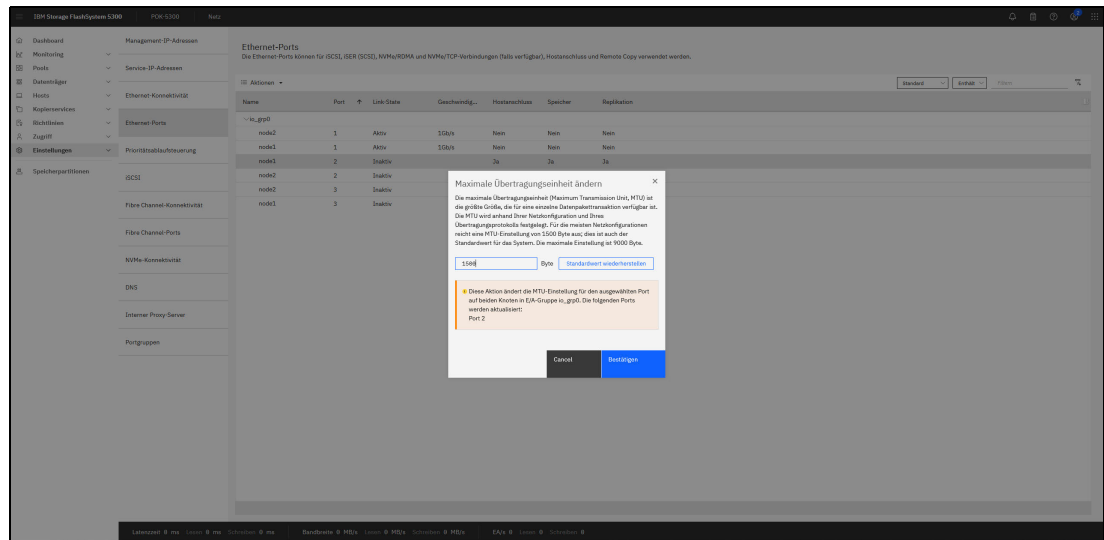 IBM Storage FlashSystem 5300 POK-5300 Netz
Dashboard
Monitoring
Pools
Datenträger
Hosts
Kopierservices
Richtlinien
Zugriff
Einstellungen
Speicherpartitionen
Management-IP-Adressen
Service-IP-Adressen
Ethernet-Konnektivität
Ethernet-Ports
Prioritätsablaufsteuerung
iSCSI
Fibre Channel-Konnektivität
Fibre Channel-Ports
NVMe-Konnektivität
DNS
Interner Proxy-Server
Portgruppen
Ethernet-Ports
Die Ethernet-Ports können für iSCSI, iSER (SCSI), NVMe/RDMA und NVMe/TCP-Verbindungen (falls verfügbar), Hostanschluss und Remote Copy verwendet werden.
Aktionen Standard Enthält Filtern
Name Port Link-State Geschwindig... Hostanschluss Speicher Replikation
io_grp0
node2 1 Aktiv 1Gb/s Nein Nein Nein
node1 1 Aktiv 1Gb/s Nein Nein Nein
node1 2 Inaktiv Ja Ja Ja
node2 2 Inaktiv
node2 3 Inaktiv
node1 3 Inaktiv
Maximale Übertragungseinheit ändern
Die maximale Übertragungseinheit (Maximum Transmission Unit, MTU) ist
die größte Größe, die für eine einzelne Datenpakettransaktion verfügbar ist.
Die MTU wird anhand Ihrer Netzkonfiguration und Ihres
Übertragungsprotokolls festgelegt. Für die meisten Netzkonfigurationen
reicht eine MTU-Einstellung von 1500 Byte aus; dies ist auch der
Standardwert für das System. Die maximale Einstellung ist 9000 Byte.
1500 Byte Standardwert wiederherstellen
Diese Aktion ändert die MTU-Einstellung für den ausgewählten Port
auf beiden Knoten in E/A-Gruppe io_grp0. Die folgenden Ports
werden aktualisiert:
Port 2
Cancel Bestätigen
Latenzzeit 0 ms Lesen 0 ms Schreiben 0 ms Bandbreite 0 MB/s Lesen 0 MB/s Schreiben 0 MB/s EA/s 0 Lesen 0 Schreiben 0